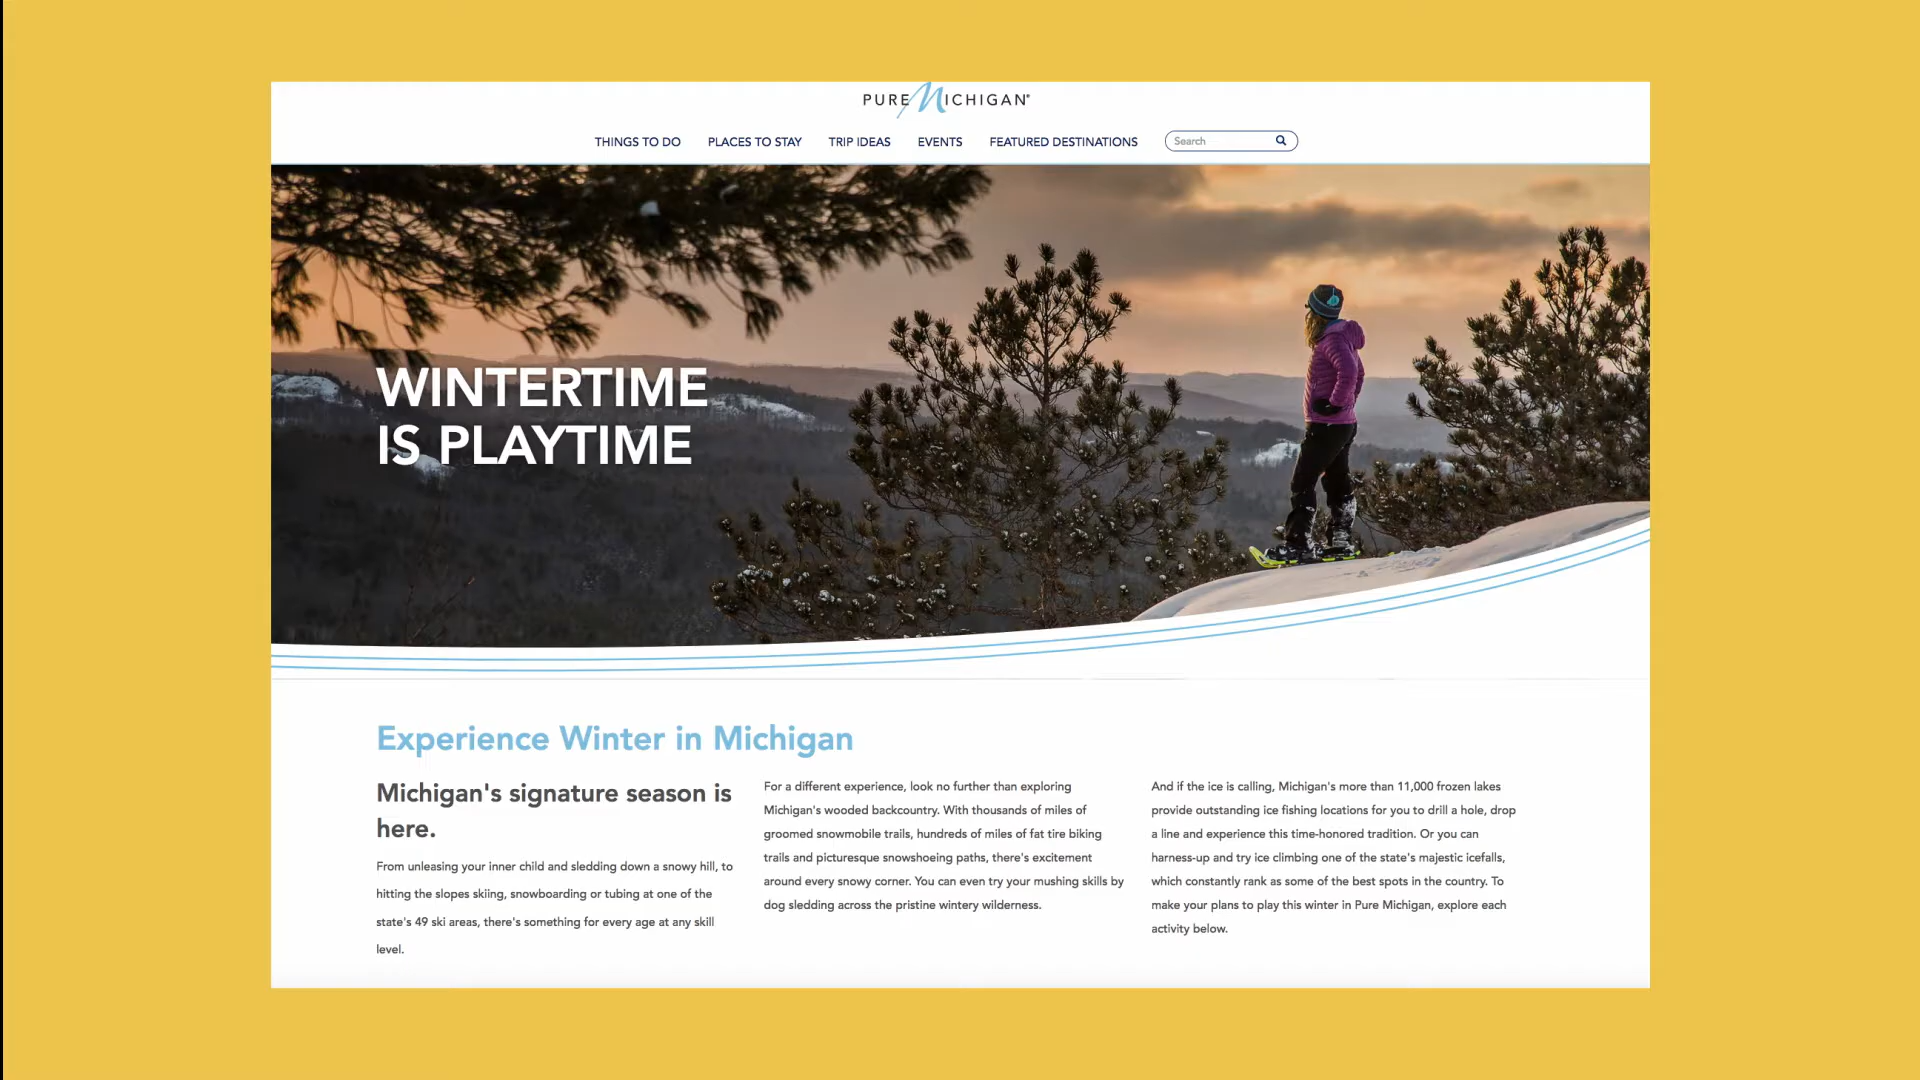 PURE MICHIGAN®
THINGS TO DO PLACES TO STAY TRIP IDEAS EVENTS FEATURED DESTINATIONS Search
WINTERTIME
IS PLAYTIME
Experience Winter in Michigan
Michigan's signature season is
here.
From unleasing your inner child and sledding down a snowy hill, to
hitting the slopes skiing, snowboarding or tubing at one of the
state's 49 ski areas, there's something for every age at any skill
level.
For a different experience, look no further than exploring
Michigan's wooded backcountry. With thousands of miles of
groomed snowmobile trails, hundreds of miles of fat tire biking
trails and picturesque snowshoeing paths, there's excitement
around every snowy corner. You can even try your mushing skills by
dog sledding across the pristine wintery wilderness.
And if the ice is calling, Michigan's more than 11,000 frozen lakes
provide outstanding ice fishing locations for you to drill a hole, drop
a line and experience this time-honored tradition. Or you can
harness-up and try ice climbing one of the state's majestic icefalls,
which constantly rank as some of the best spots in the country. To
make your plans to play this winter in Pure Michigan, explore each
activity below.